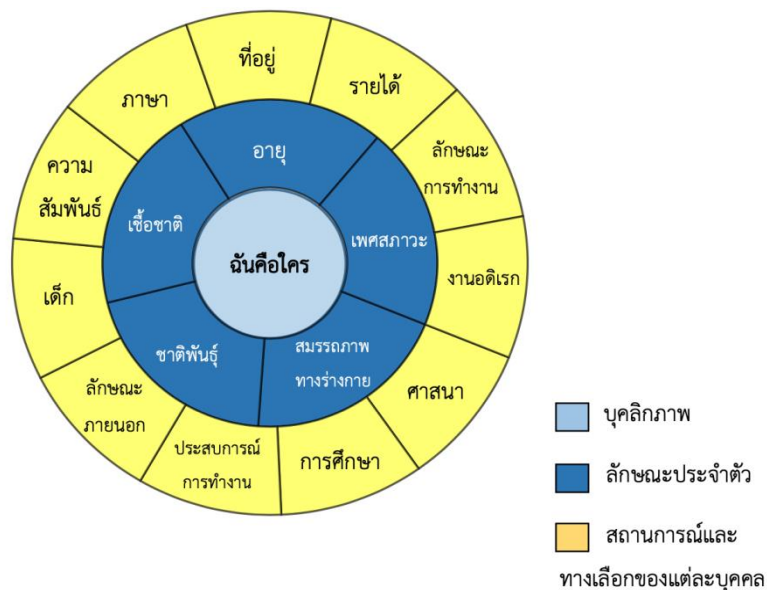 ที่อยู่
รายได้
ลักษณะ
การทำงาน
งานอดิเรก
ศาสนา
การศึกษา
ประสบการณ์
การทำงาน
ลักษณะ
ภายนอก
เด็ก
ความ
สัมพันธ์
ภาษา
อายุ
เพศสภาวะ
สมรรถภาพ
ทางร่างกาย
ชาติพันธุ์
เชื้อชาติ
ฉันคือใคร
บุคลิกภาพ
ลักษณะประจำตัว
สถานการณ์และ
ทางเลือกของแต่ละบุคคล